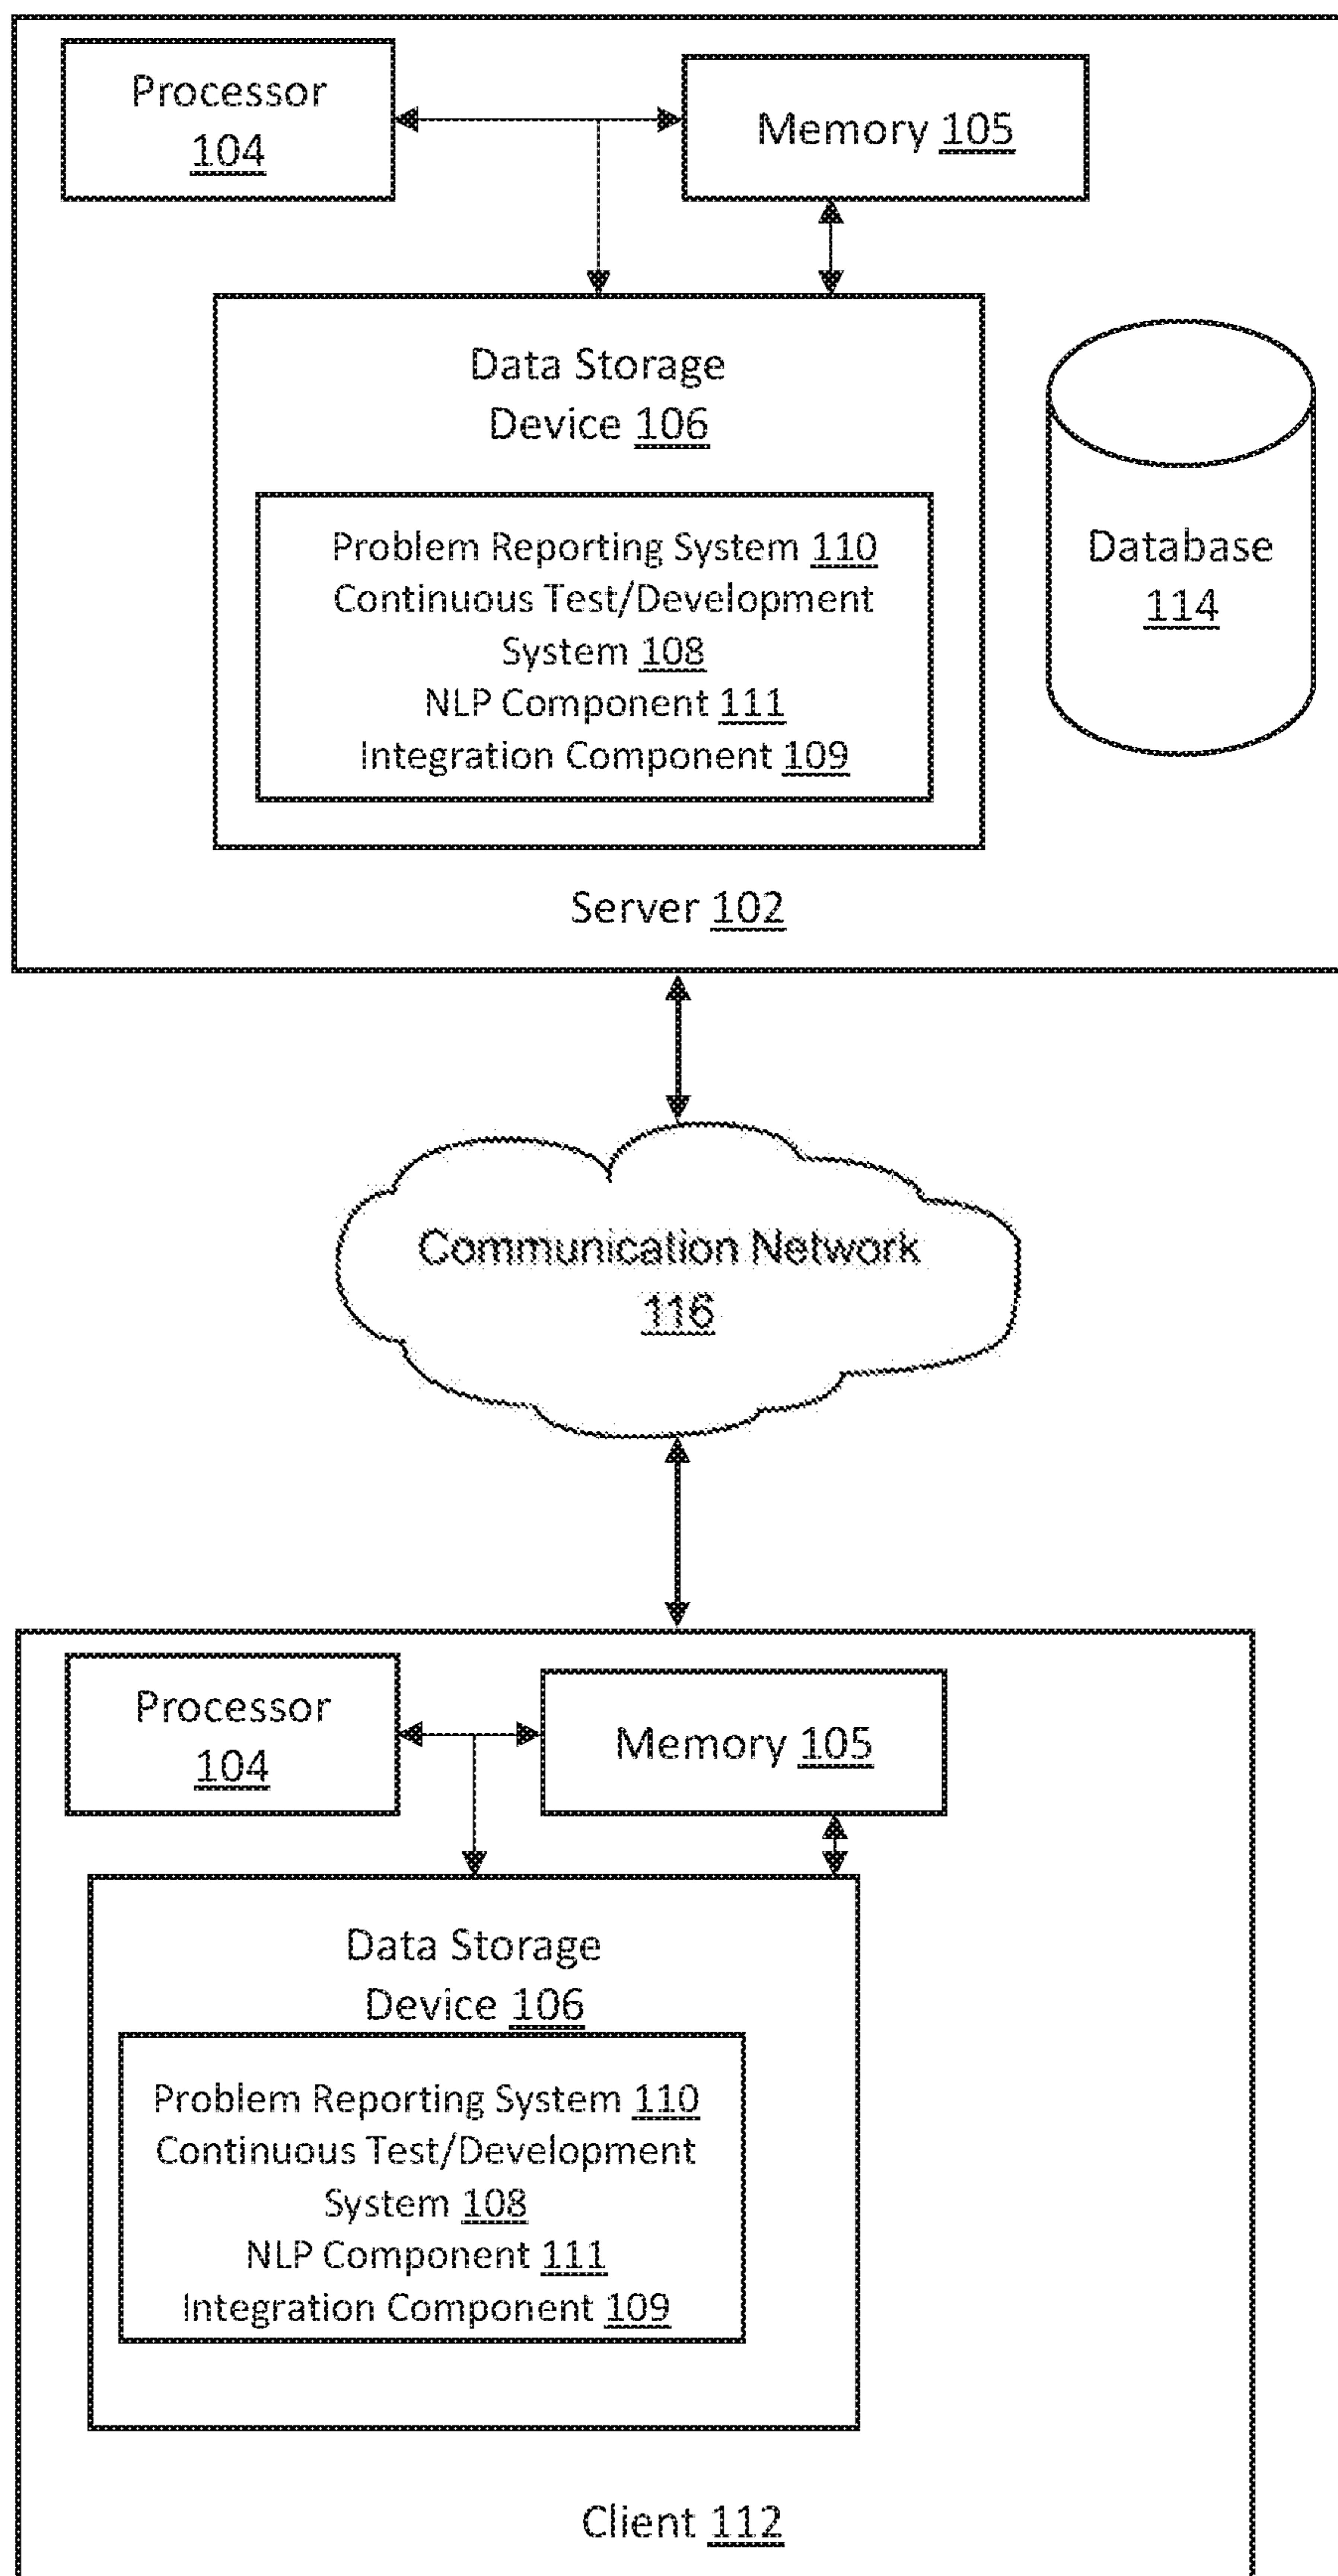 Processor
104
Memory 105
Data Storage
Device 106
Problem Reporting System 110
Continuous Test/Development
System 108
NLP Component 111
Integration Component 109
Database
114
Server 102
Communication Network
116
Processor
104
Memory 105
Data Storage
Device 106
Problem Reporting System 110
Continuous Test/Development
System 108
NLP Component 111
Integration Component 109
Client 112